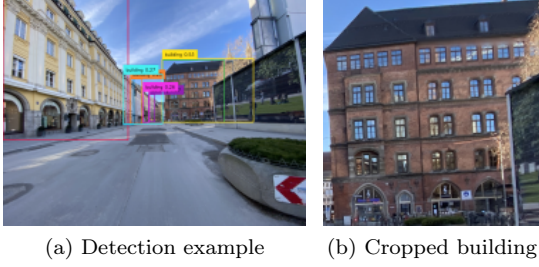 building 0.63
building 0.27
building 0.28
(a) Detection example
(b) Cropped building